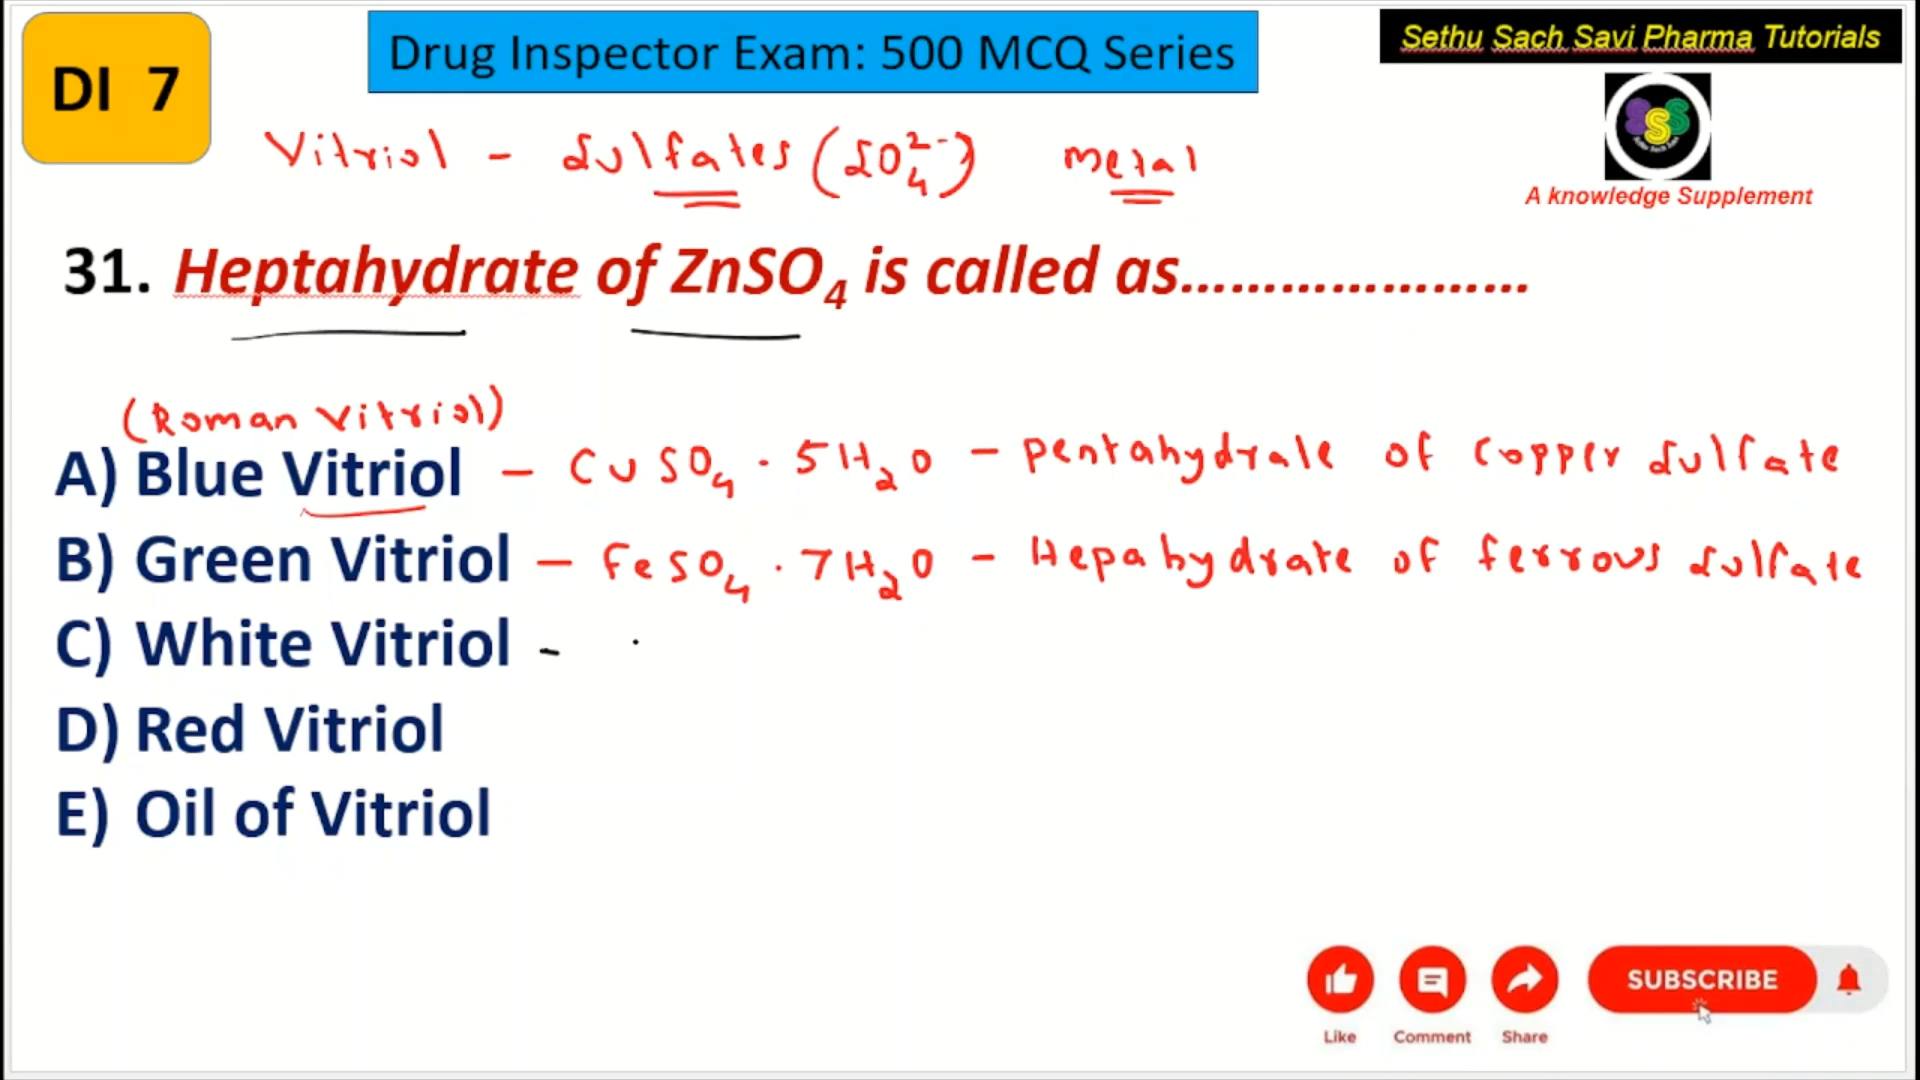 DI 7
Drug Inspector Exam: 500 MCQ Series
Sethu Sach Savi Pharma Tutorials
SSS
A knowledge Supplement
Vitriol - Sulfates (SO₄²⁻) metal
31. Heptahydrate of ZnSO₄ is called as.....................
(Roman Vitriol)
A) Blue Vitriol - CuSO₄ · 5H₂O - pentahydrate of copper sulfate
B) Green Vitriol - FeSO₄ · 7H₂O - Hepahydrate of ferrous sulfate
C) White Vitriol -
D) Red Vitriol
E) Oil of Vitriol
SUBSCRIBE
Like Comment Share